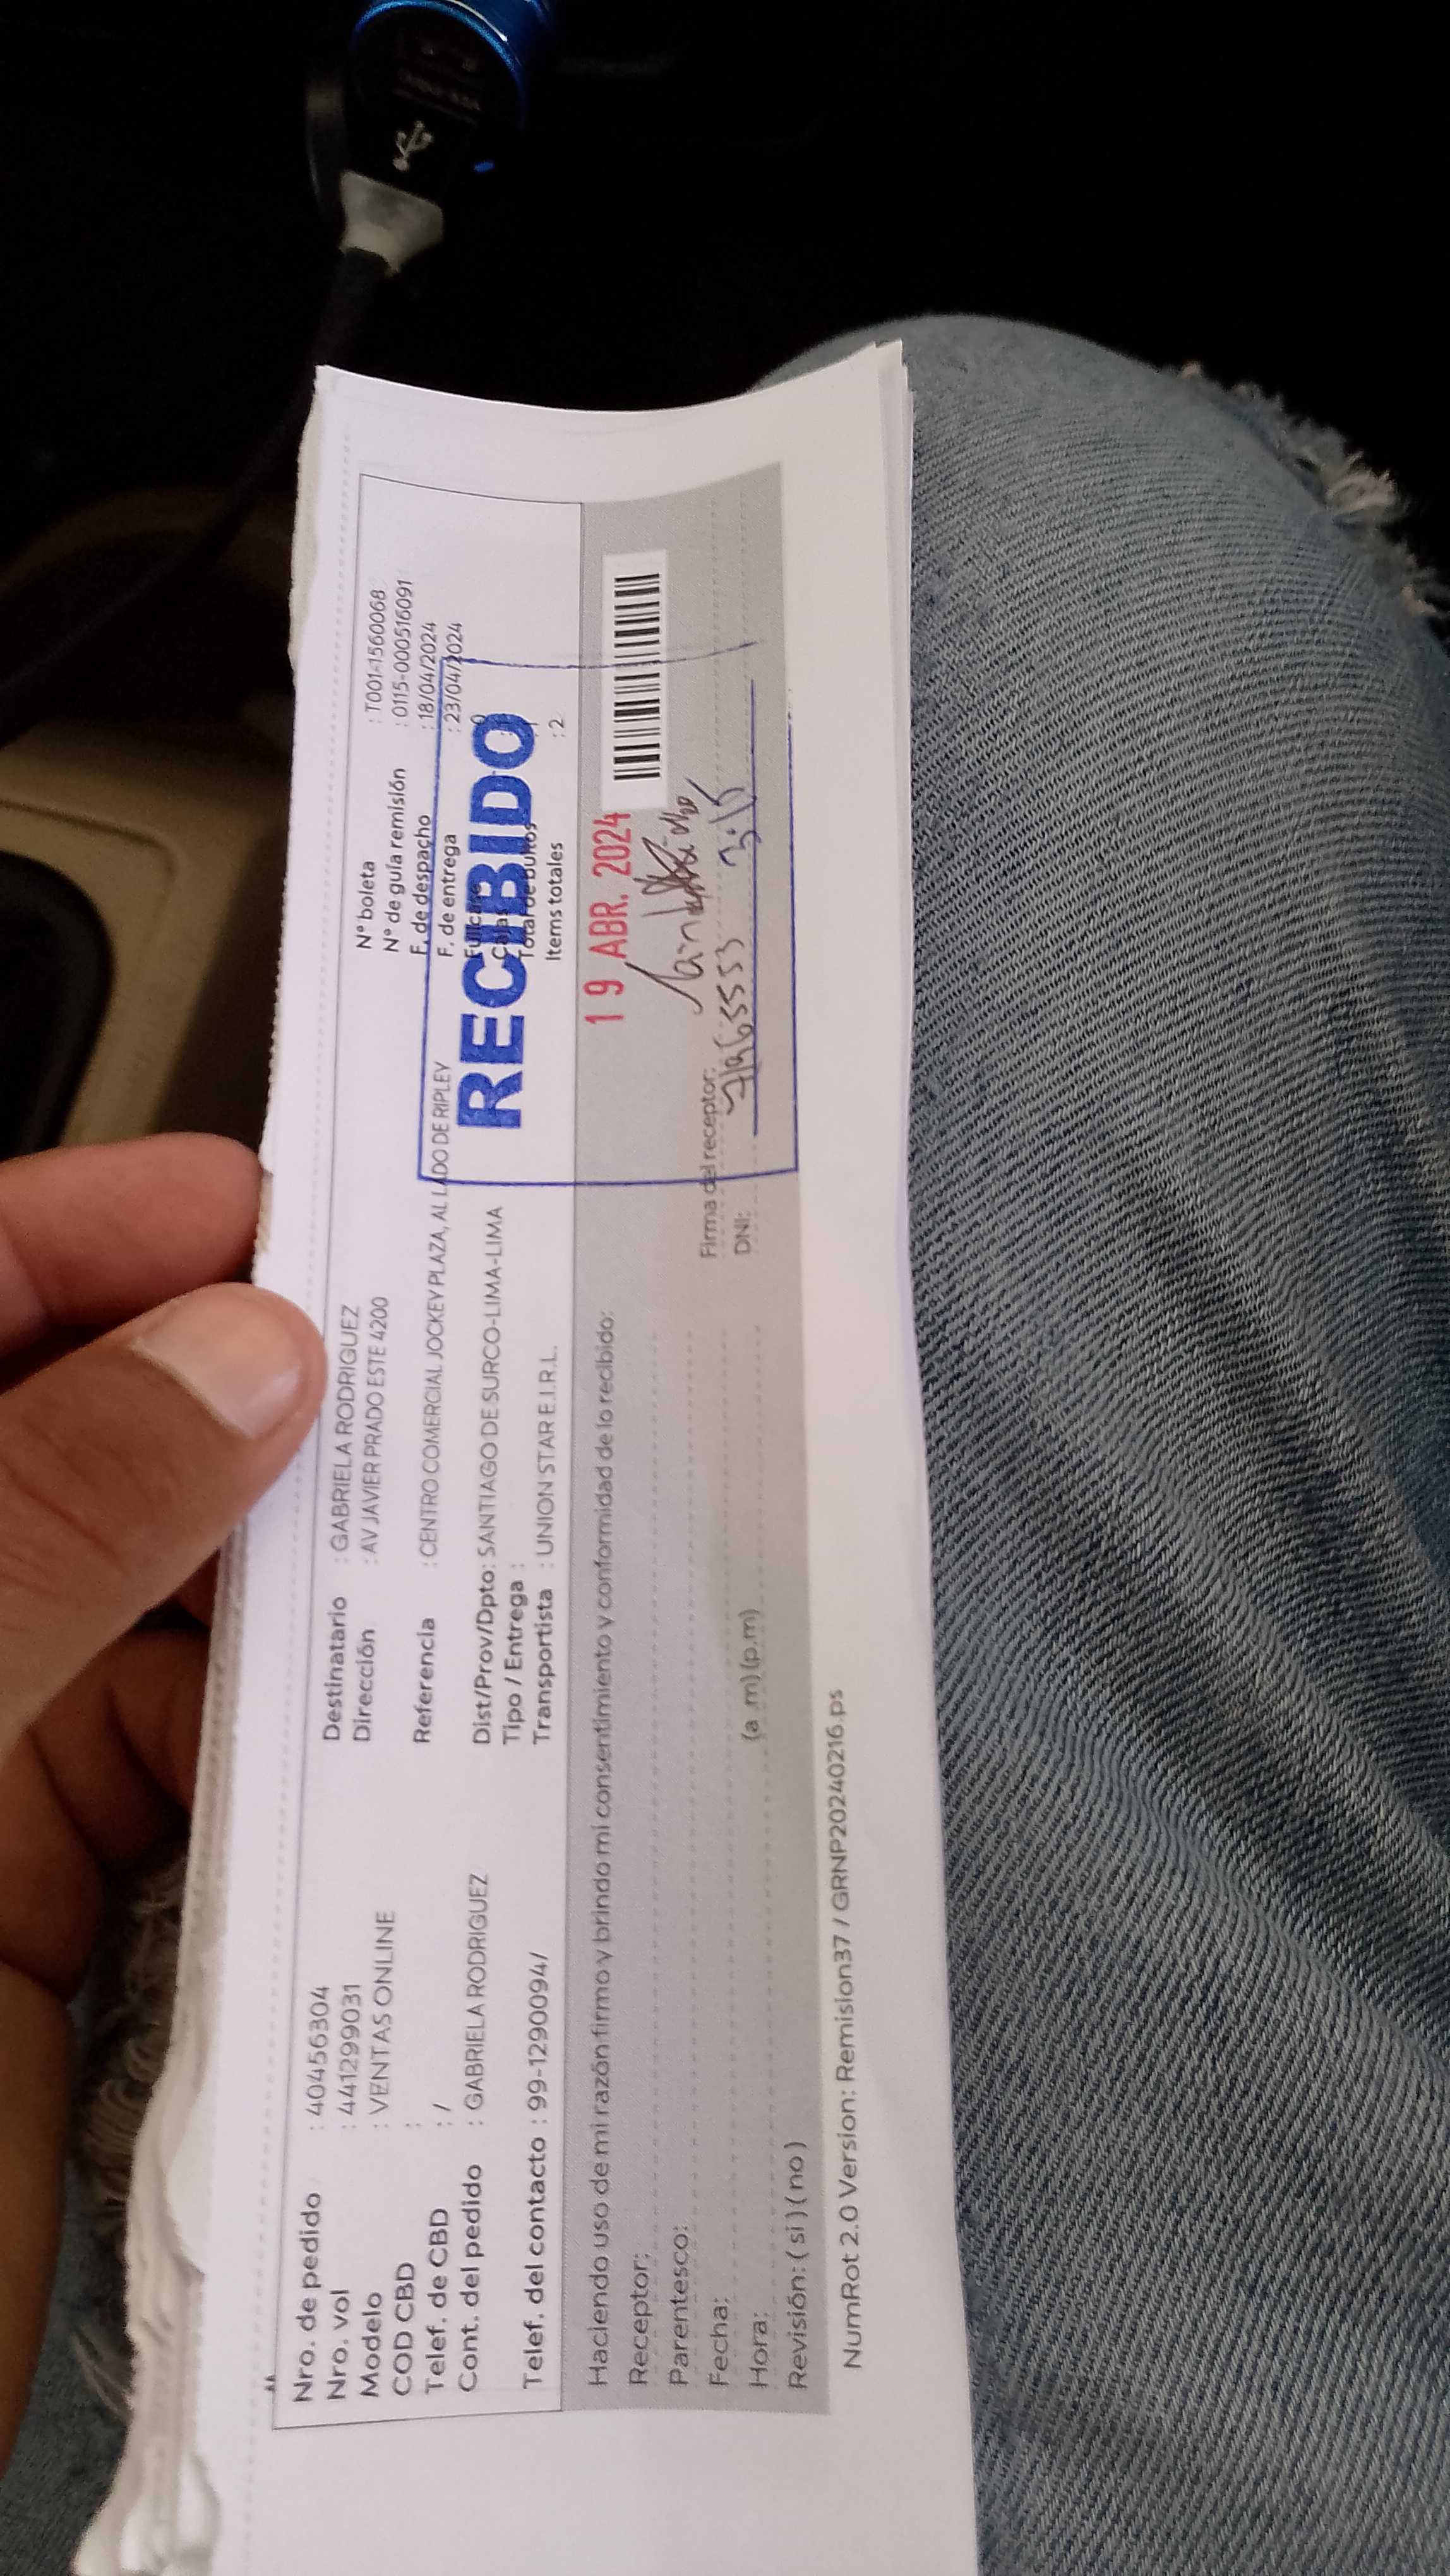 Nro. de pedido : 40456304
Nro. vol : 441299031
Modelo : VENTAS ONLINE
COD CBD :
Telef. de CBD : /
Cont. del pedido : GABRIELA RODRIGUEZ
Telef. del contacto : 99-1290094/
Destinatario : GABRIELA RODRIGUEZ
Dirección : AV JAVIER PRADO ESTE 4200
Referencia : CENTRO COMERCIAL JOCKEY PLAZA, AL LADO DE RIPLEY
Dist/Prov/Dpto: SANTIAGO DE SURCO-LIMA-LIMA
Tipo / Entrega :
Transportista : UNION STAR E.I.R.L.
N° boleta : T001-1560068
N° de guía remisión : 0115-000516091
F. de despacho : 18/04/2024
F. de entrega : 23/04/2024
Total de bultos
Items totales : 2
RECIBIDO
19 ABR. 2024
Haciendo uso de mi razón firmo y brindo mi consentimiento y conformidad de lo recibido:
Receptor:
Parentesco:
Fecha:
Hora: (a .m) (p.m)
Revisión: ( si ) ( no )
Firma del receptor:
DNI:
3:15
NumRot 2.0 Version: Remision37 / GRNP20240216.ps